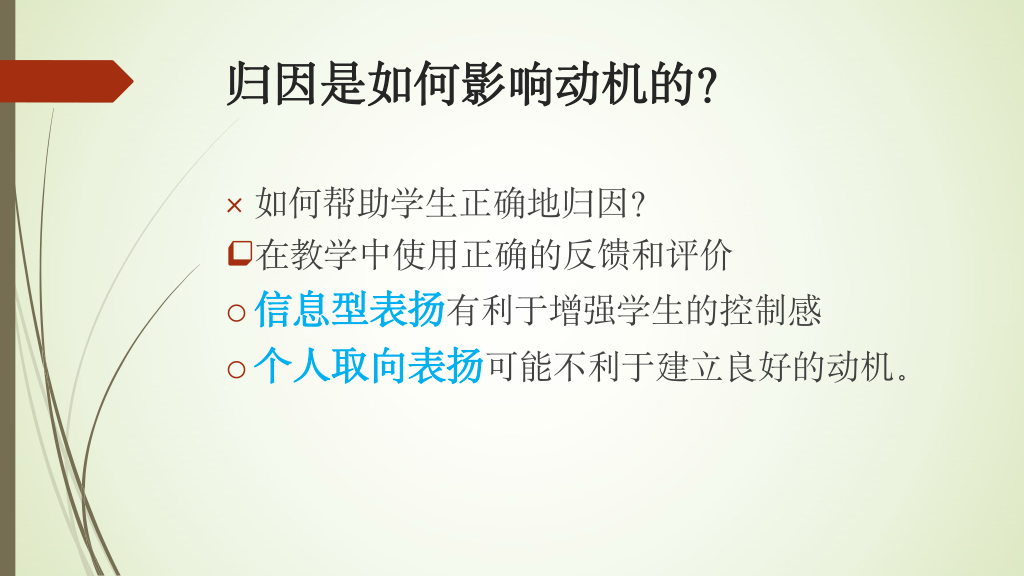 归因是如何影响动机的?
× 如何帮助学生正确地归因?
❑在教学中使用正确的反馈和评价
○ 信息型表扬有利于增强学生的控制感
○ 个人取向表扬可能不利于建立良好的动机。